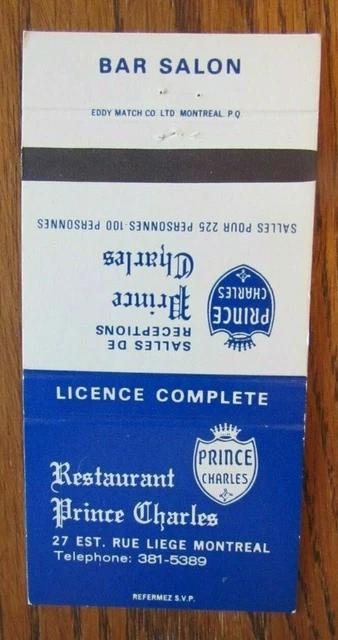 BAR SALON
EDDY MATCH CO. LTD. MONTREAL. P.Q.
SALLES POUR 225 PERSONNES-100 PERSONNES
PRINCE
CHARLES
Prince
Charles
SALLES DE
RECEPTIONS
LICENCE COMPLETE
PRINCE
CHARLES
Restaurant
Prince Charles
27 EST. RUE LIEGE MONTREAL
Telephone: 381-5389
REFERMEZ S.V.P.